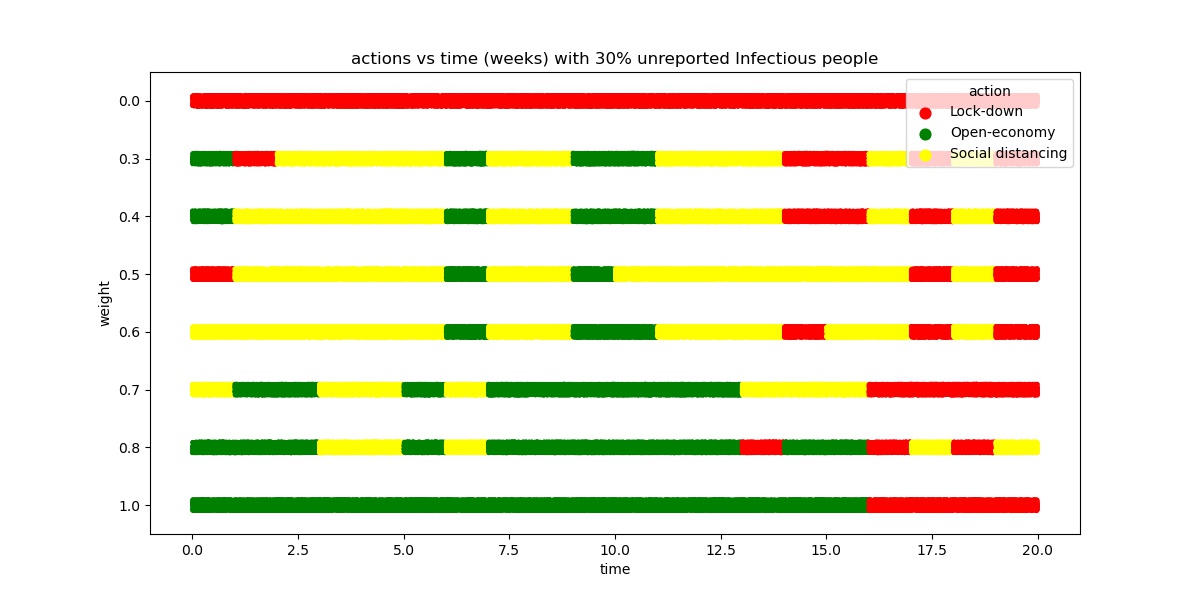 actions vs time (weeks) with 30% unreported Infectious people
action
Lock-down
Open-economy
Social distancing
weight
0.0
0.3
0.4
0.5
0.6
0.7
0.8
1.0
0.0 2.5 5.0 7.5 10.0 12.5 15.0 17.5 20.0
time